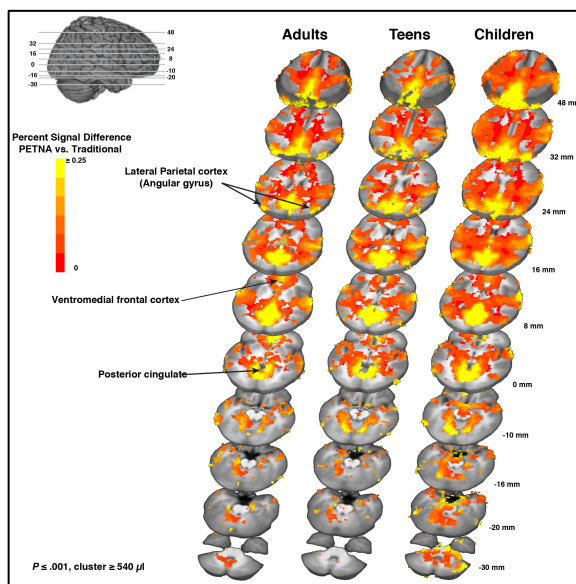 Adults Teens Children
48 48
32
24
16
8
0
-10
-16
-20
-30
Percent Signal Difference
PETNA vs. Traditional
≥ 0.25
0
Lateral Parietal cortex
(Angular gyrus)
Ventromedial frontal cortex
Posterior cingulate
48 mm
32 mm
24 mm
16 mm
8 mm
0 mm
-10 mm
-16 mm
-20 mm
-30 mm
P ≤ .001, cluster ≥ 540 µl